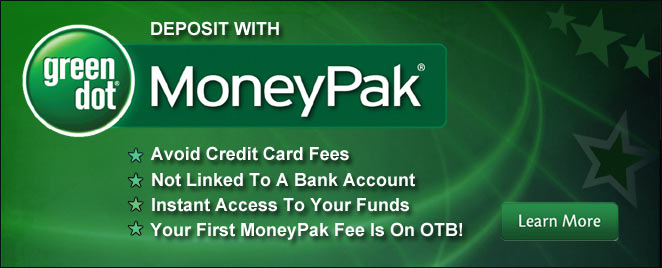 DEPOSIT WITH
green dot®
MoneyPak®
Avoid Credit Card Fees
Not Linked To A Bank Account
Instant Access To Your Funds
Your First MoneyPak Fee Is On OTB!
Learn More